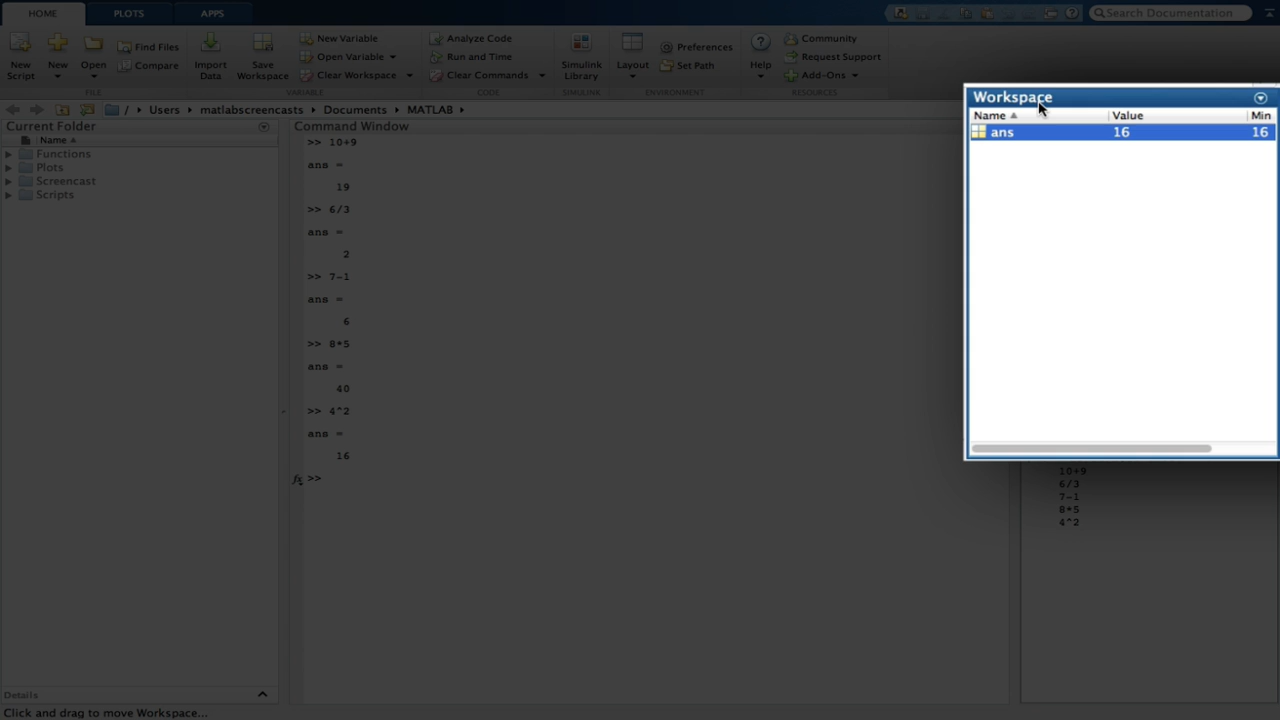 HOME PLOTS APPS
Search Documentation
New Script
New
Open
Find Files
Compare
Import Data
Save Workspace
New Variable
Open Variable
Clear Workspace
Analyze Code
Run and Time
Clear Commands
Simulink Library
Layout
Preferences
Set Path
Help
Community
Request Support
Add-Ons
FILE VARIABLE CODE SIMULINK ENVIRONMENT RESOURCES
/ Users matlabscreencasts Documents MATLAB
Current Folder
Name
Functions
Plots
Screencast
Scripts
Details
Command Window
>> 10+9
ans =
19
>> 6/3
ans =
2
>> 7-1
ans =
6
>> 8*5
ans =
40
>> 4^2
ans =
16
fx >>
Workspace
Name Value Min
ans 16 16
10+9
6/3
7-1
8*5
4^2
Click and drag to move Workspace...